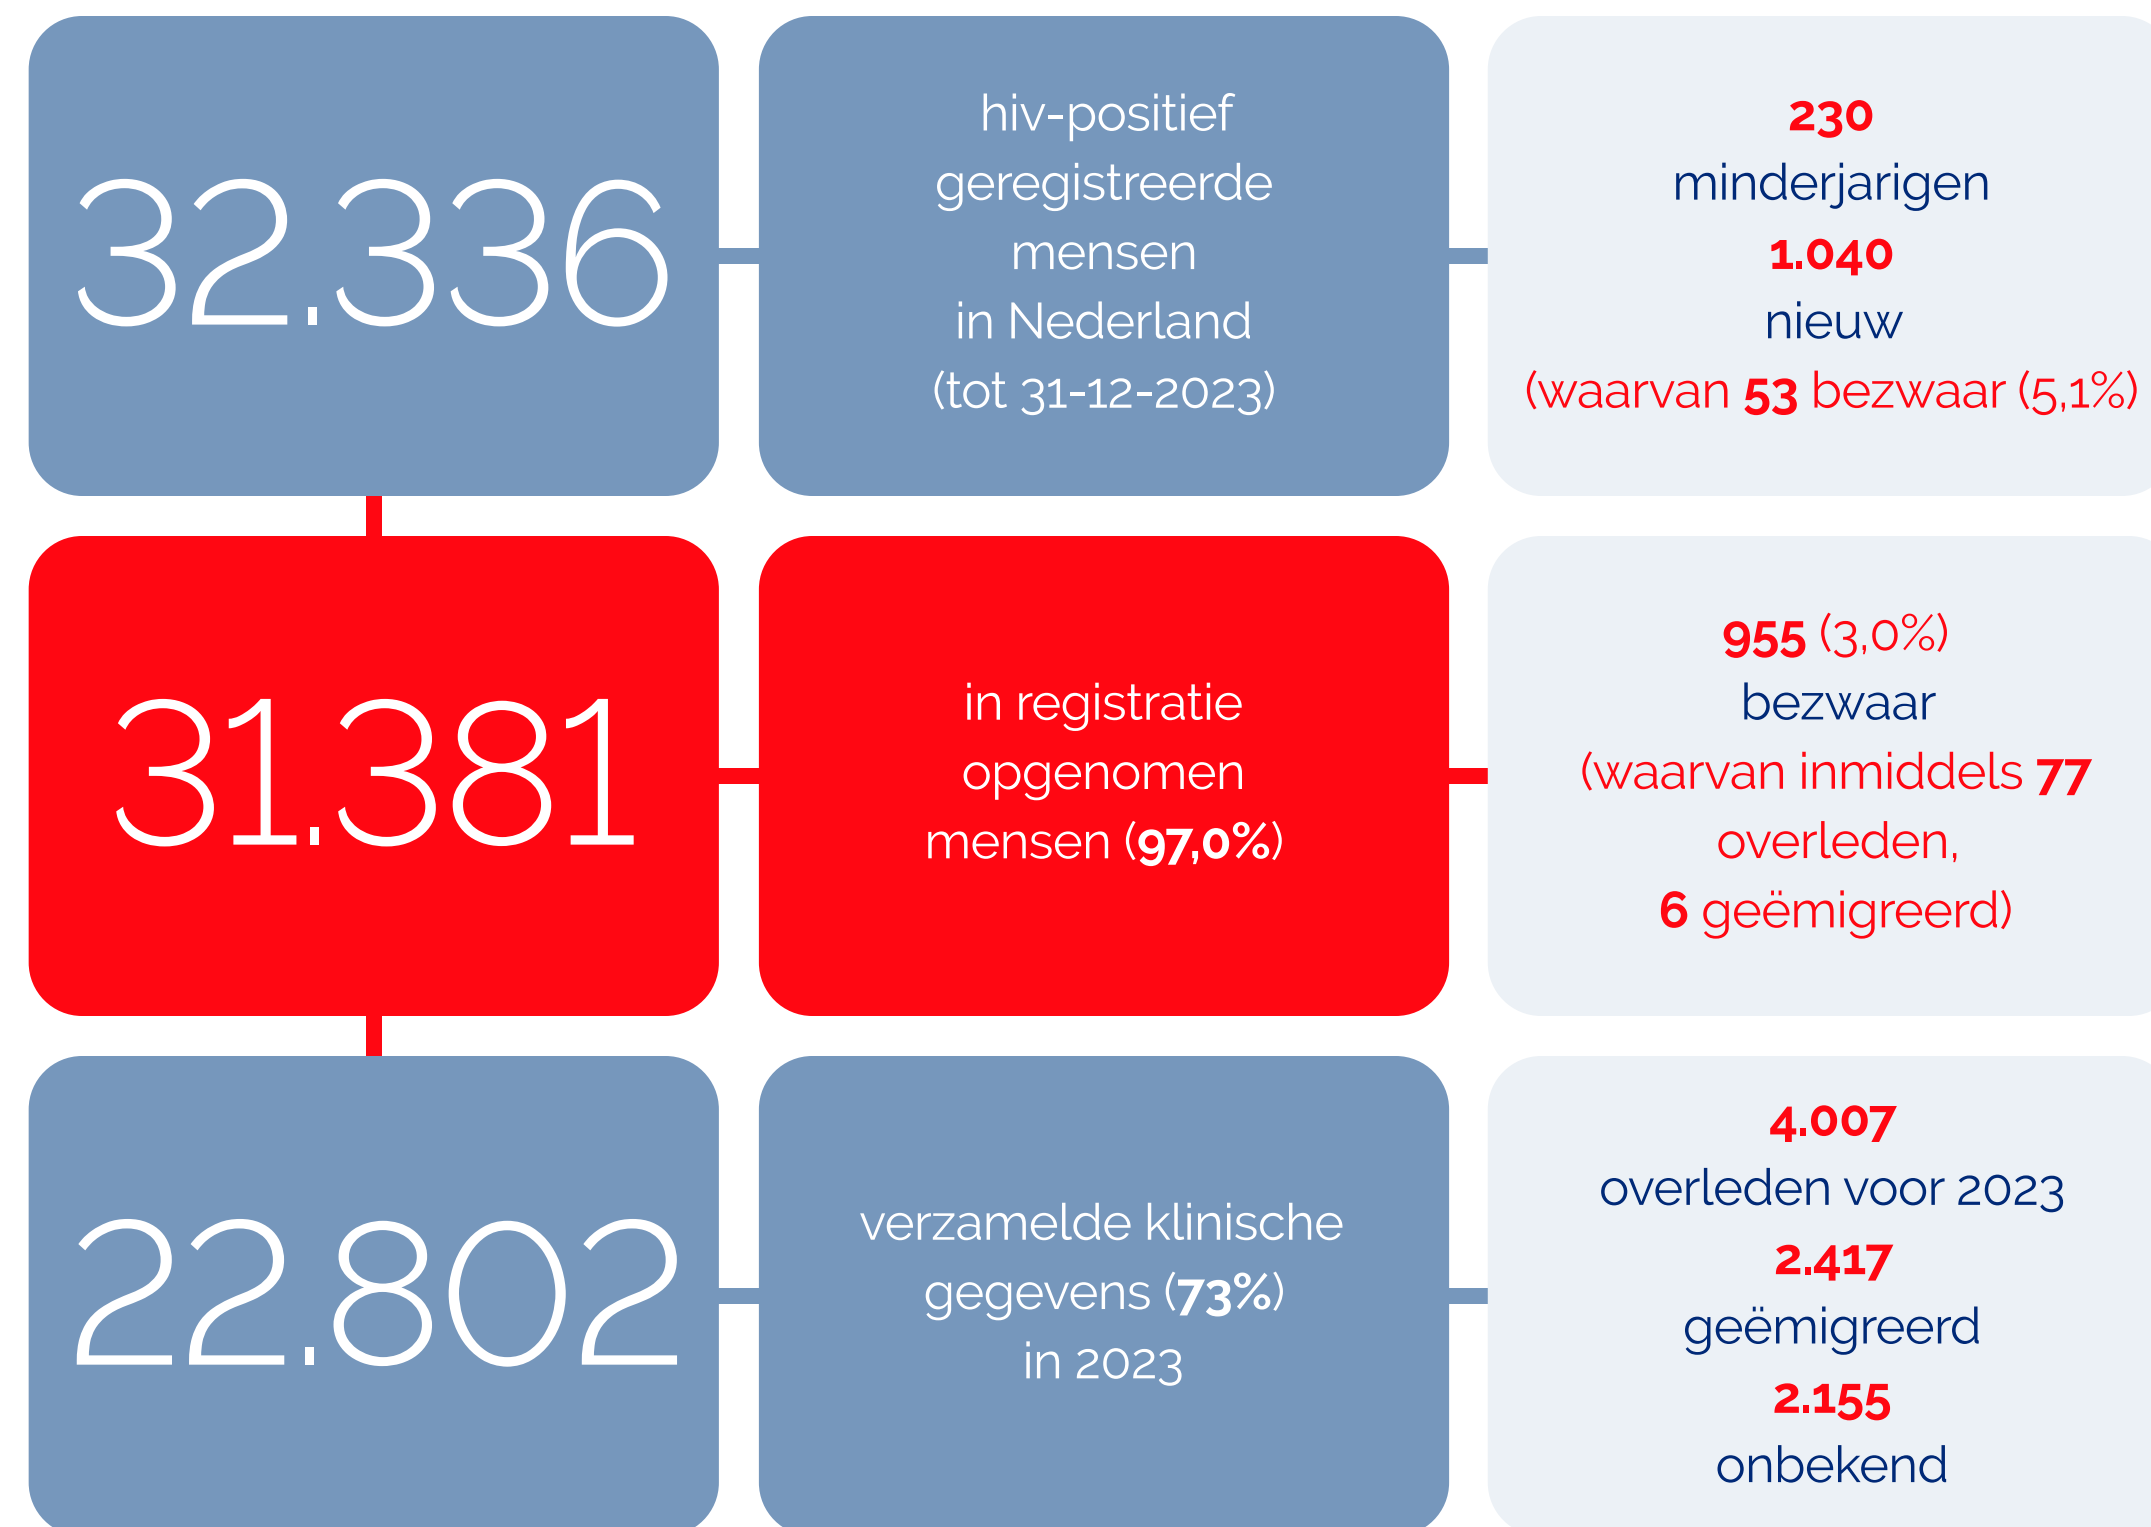 32.336
hiv-positief
geregistreerde
mensen
in Nederland
(tot 31-12-2023)
230
minderjarigen
1.040
nieuw
(waarvan 53 bezwaar (5,1%)
31.381
in registratie
opgenomen
mensen (97,0%)
955 (3,0%)
bezwaar
(waarvan inmiddels 77
overleden,
6 geëmigreerd)
22.802
verzamelde klinische
gegevens (73%)
in 2023
4.007
overleden voor 2023
2.417
geëmigreerd
2.155
onbekend